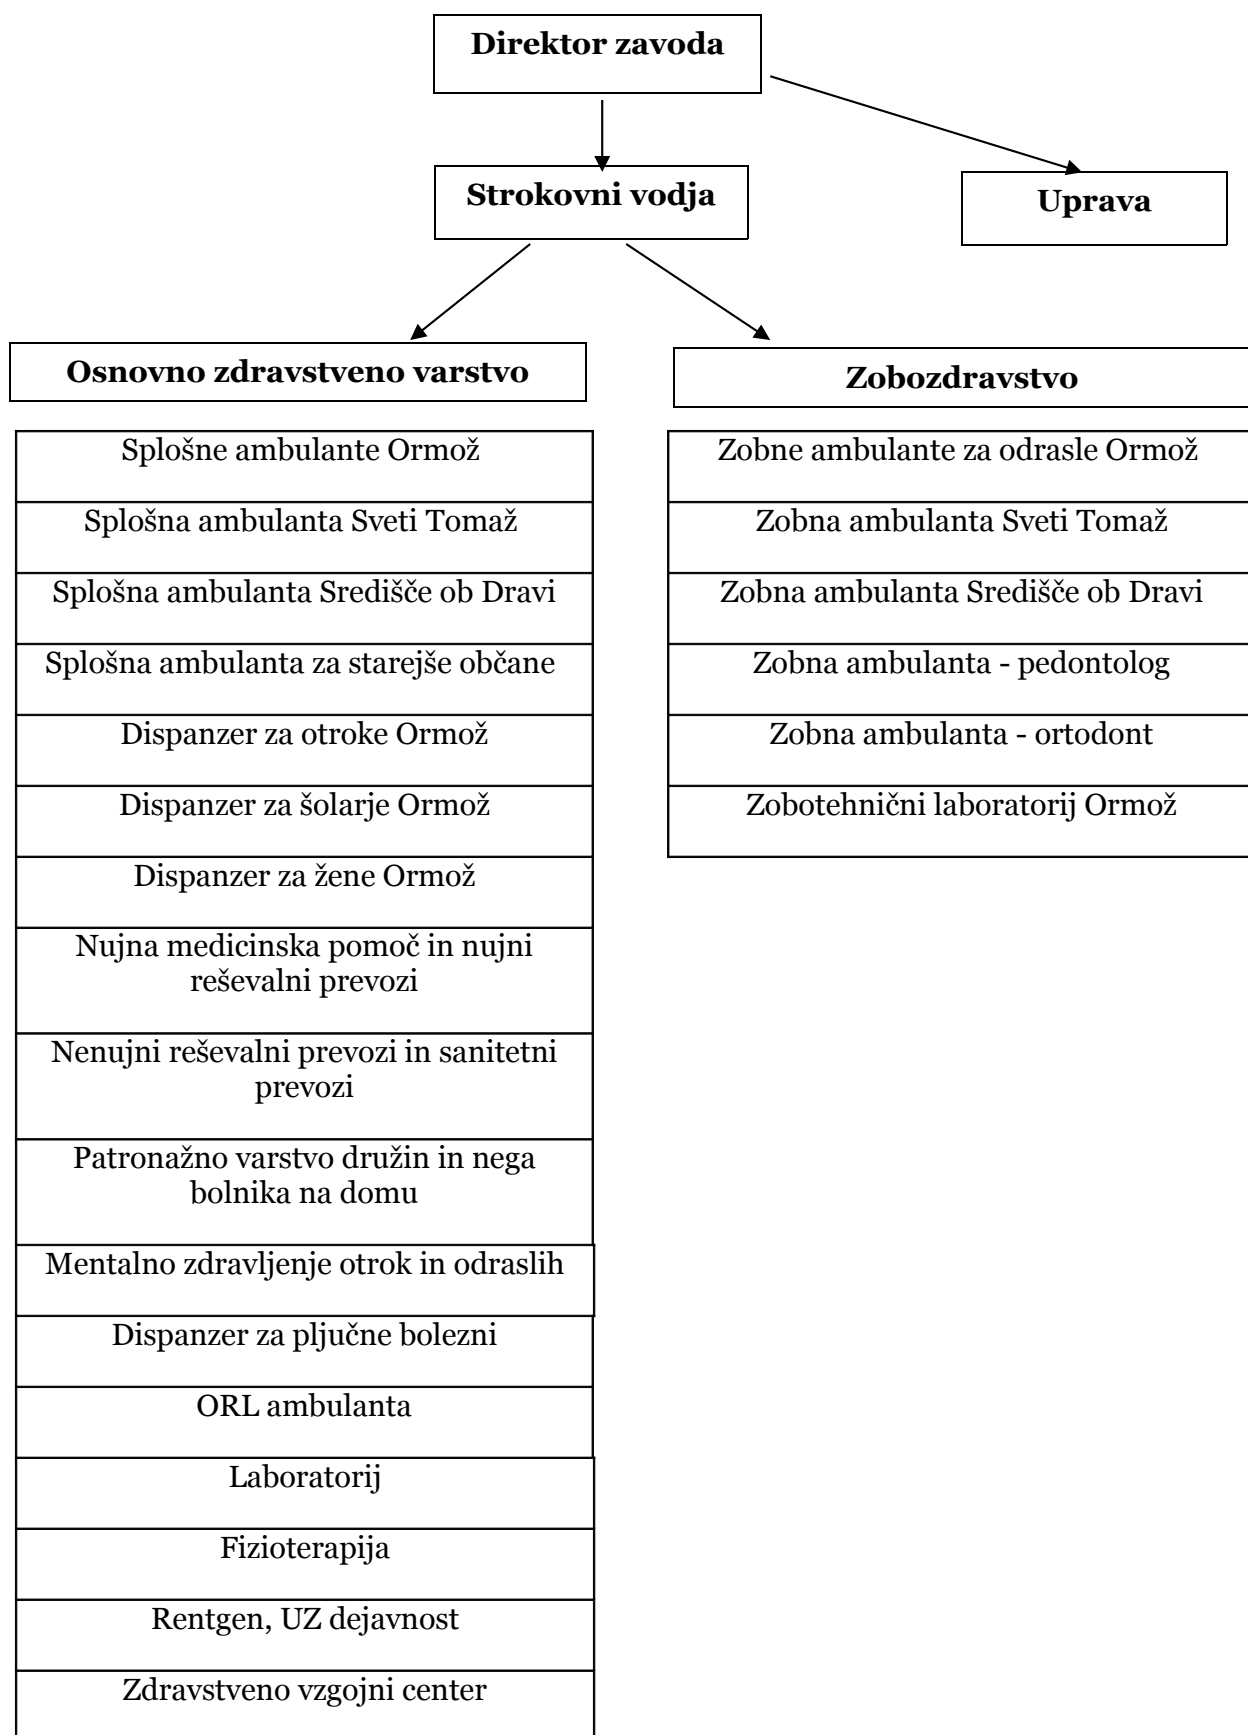 Direktor zavoda
Strokovni vodja
Uprava
Osnovno zdravstveno varstvo
Splošne ambulante Ormož
Splošna ambulanta Sveti Tomaž
Splošna ambulanta Središče ob Dravi
Splošna ambulanta za starejše občane
Dispanzer za otroke Ormož
Dispanzer za šolarje Ormož
Dispanzer za žene Ormož
Nujna medicinska pomoč in nujni
reševalni prevozi
Nenujni reševalni prevozi in sanitetni
prevozi
Patronažno varstvo družin in nega
bolnika na domu
Mentalno zdravljenje otrok in odraslih
Dispanzer za pljučne bolezni
ORL ambulanta
Laboratorij
Fizioterapija
Rentgen, UZ dejavnost
Zdravstveno vzgojni center
Zobozdravstvo
Zobne ambulante za odrasle Ormož
Zobna ambulanta Sveti Tomaž
Zobna ambulanta Središče ob Dravi
Zobna ambulanta - pedontolog
Zobna ambulanta - ortodont
Zobotehnični laboratorij Ormož